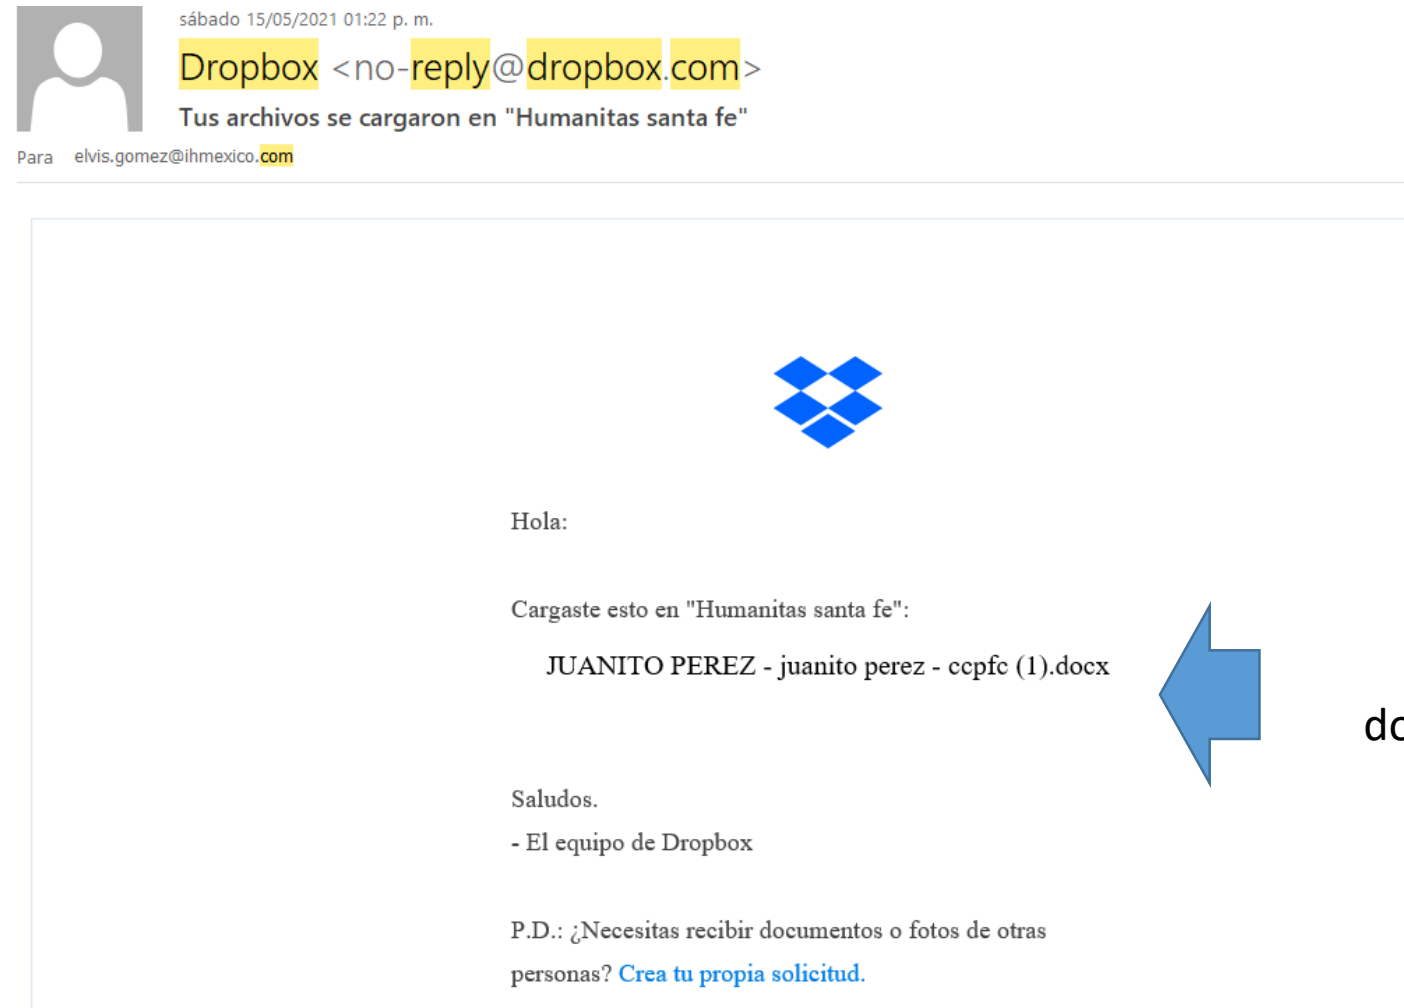 sábado 15/05/2021 01:22 p. m.
Dropbox <no-reply@dropbox.com>
Tus archivos se cargaron en "Humanitas santa fe"
Para elvis.gomez@ihmexico.com
Hola:
Cargaste esto en "Humanitas santa fe":
JUANITO PEREZ - juanito perez - ccpfc (1).docx
Saludos.
- El equipo de Dropbox
P.D.: ¿Necesitas recibir documentos o fotos de otras
personas? Crea tu propia solicitud.